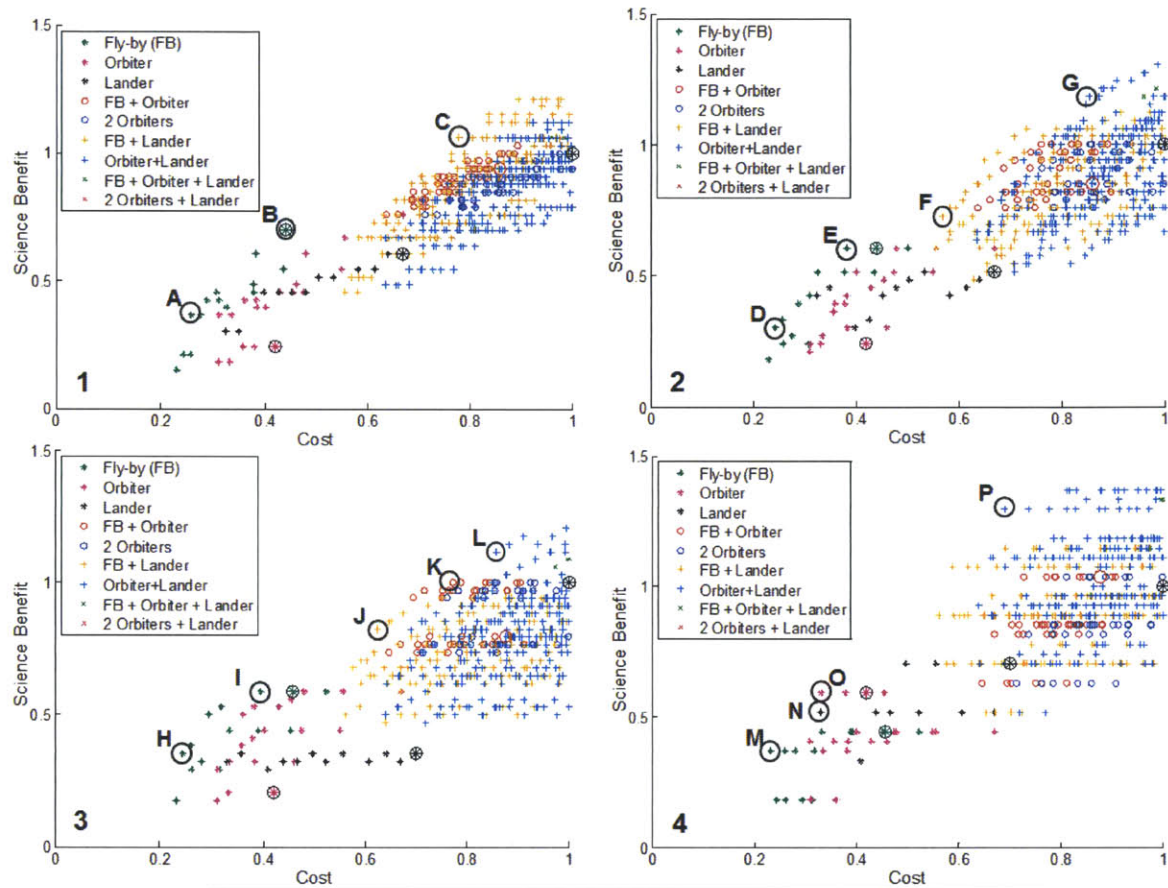 1.5
Fly-by (FB)
Orbiter
Lander
FB + Orbiter
2 Orbiters
FB + Lander
Orbiter+Lander
FB + Orbiter + Lander
2 Orbiters + Lander
C
1
B
A
0.5
Science Benefit
1
0
0 0.2 0.4 0.6 0.8 1
Cost
1.5
Fly-by (FB)
Orbiter
Lander
FB + Orbiter
2 Orbiters
FB + Lander
Orbiter+Lander
FB + Orbiter + Lander
2 Orbiters + Lander
G
1
F
E
D
0.5
Science Benefit
2
0
0 0.2 0.4 0.6 0.8 1
Cost
1.5
Fly-by (FB)
Orbiter
Lander
FB + Orbiter
2 Orbiters
FB + Lander
Orbiter+Lander
FB + Orbiter + Lander
2 Orbiters + Lander
L
K
1
J
I
H
0.5
Science Benefit
3
0
0 0.2 0.4 0.6 0.8 1
Cost
1.5
Fly-by (FB)
Orbiter
Lander
FB + Orbiter
2 Orbiters
FB + Lander
Orbiter+Lander
FB + Orbiter + Lander
2 Orbiters + Lander
P
1
O
N
M
0.5
Science Benefit
4
0
0 0.2 0.4 0.6 0.8 1
Cost